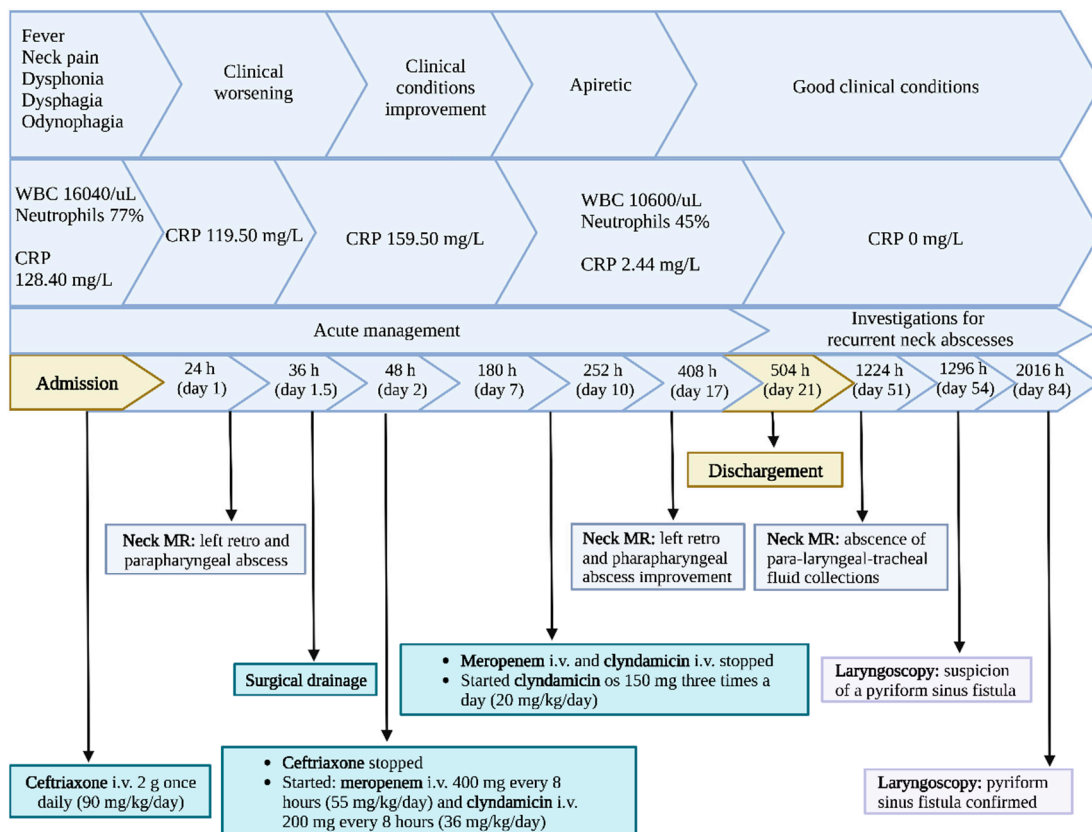 Fever
Neck pain
Dysphonia
Dysphagia
Odynophagia
Clinical
worsening
Clinical
conditions
improvement
Apiretic
Good clinical conditions
WBC 16040/uL
Neutrophils 77%
CRP
128.40 mg/L
CRP 119.50 mg/L
CRP 159.50 mg/L
WBC 10600/uL
Neutrophils 45%
CRP 2.44 mg/L
CRP 0 mg/L
Acute management
Investigations for
recurrent neck abscesses
Admission
24 h
(day 1)
36 h
(day 1.5)
48 h
(day 2)
180 h
(day 7)
252 h
(day 10)
408 h
(day 17)
504 h
(day 21)
1224 h
(day 51)
1296 h
(day 54)
2016 h
(day 84)
Dischargement
Neck MR: left retro and
parapharyngeal abscess
Neck MR: left retro
and pharapharyngeal
abscess improvement
Neck MR: absence of
para-laryngeal-tracheal
fluid collections
Surgical drainage
• Meropenem i.v. and clyndamicin i.v. stopped
• Started clyndamicin os 150 mg three times a
day (20 mg/kg/day)
Laryngoscopy: suspicion
of a pyriform sinus fistula
Ceftriaxone i.v. 2 g once
daily (90 mg/kg/day)
• Ceftriaxone stopped
• Started: meropenem i.v. 400 mg every 8
hours (55 mg/kg/day) and clyndamicin i.v.
200 mg every 8 hours (36 mg/kg/day)
Laryngoscopy: pyriform
sinus fistula confirmed